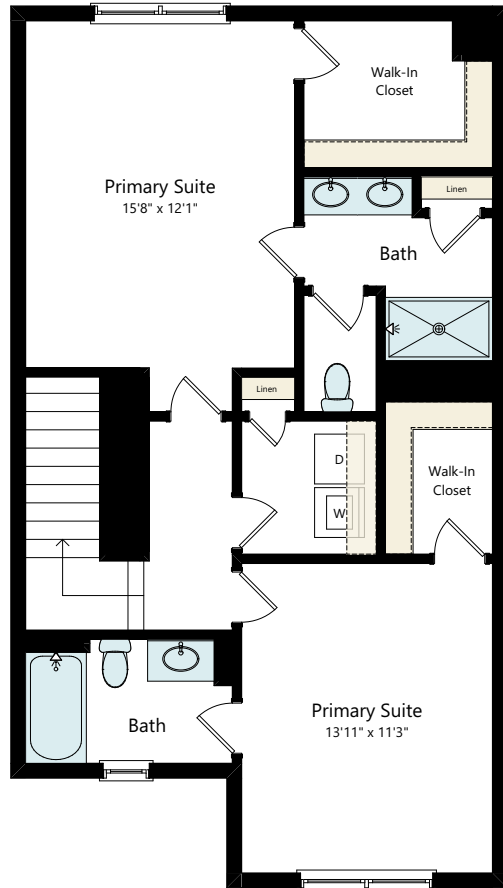 Walk-In
Closet
Primary Suite
15'8" x 12'1"
Linen
Bath
Linen
D
W
Walk-In
Closet
Primary Suite
13'11" x 11'3"
Bath